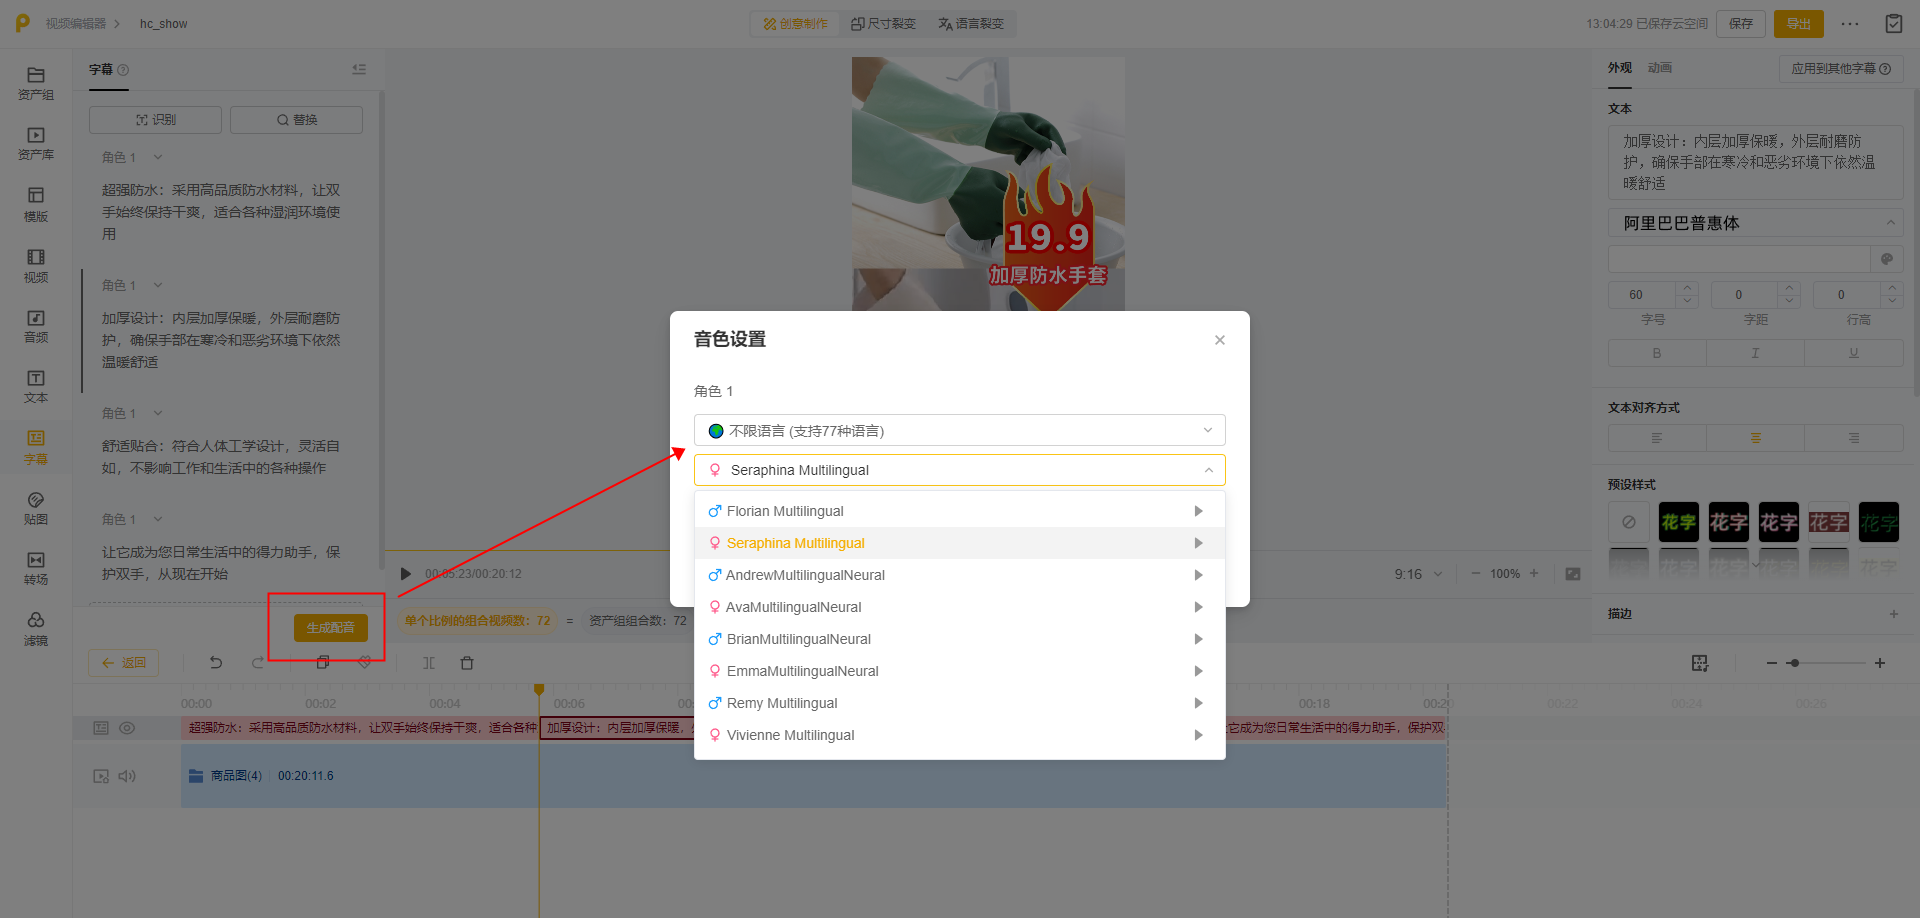 视频编辑器
hc_show
创意制作
尺寸裂变
语言裂变
13:04:29 已保存云空间
保存
导出
资产组
资产库
模版
视频
音频
文本
字幕
贴图
转场
滤镜
字幕
识别
替换
角色 1
超强防水：采用高品质防水材料，让双
手始终保持干爽，适合各种湿润环境使
用
角色 1
加厚设计：内层加厚保暖，外层耐磨防
护，确保手部在寒冷和恶劣环境下依然
温暖舒适
角色 1
舒适贴合：符合人体工学设计，灵活自
如，不影响工作和生活中的各种操作
角色 1
让它成为您日常生活中的得力助手，保
护双手，从现在开始
生成配音
19.9
加厚防水手套
音色设置
角色 1
不限语言 (支持77种语言)
Seraphina Multilingual
Florian Multilingual
Seraphina Multilingual
AndrewMultilingualNeural
AvaMultilingualNeural
BrianMultilingualNeural
EmmaMultilingualNeural
Remy Multilingual
Vivienne Multilingual
00:05:23/00:20:12
9:16
100%
单个比例的组合视频数：72
=
资产组组合数：72
外观
动画
应用到其他字幕
文本
加厚设计：内层加厚保暖，外层耐磨防
护，确保手部在寒冷和恶劣环境下依然温
暖舒适
阿里巴巴普惠体
60
0
0
字号
字距
行高
B
I
U
文本对齐方式
预设样式
花字
花字
花字
花字
花字
花字
花字
花字
花字
花字
描边
返回
00:00
00:02
00:04
00:06
00:18
00:20
00:22
00:24
00:26
超强防水：采用高品质防水材料，让双手始终保持干爽，适合各种
加厚设计：内层加厚保暖，
它成为您日常生活中的得力助手，保护双
商品图(4)
00:20:11.6